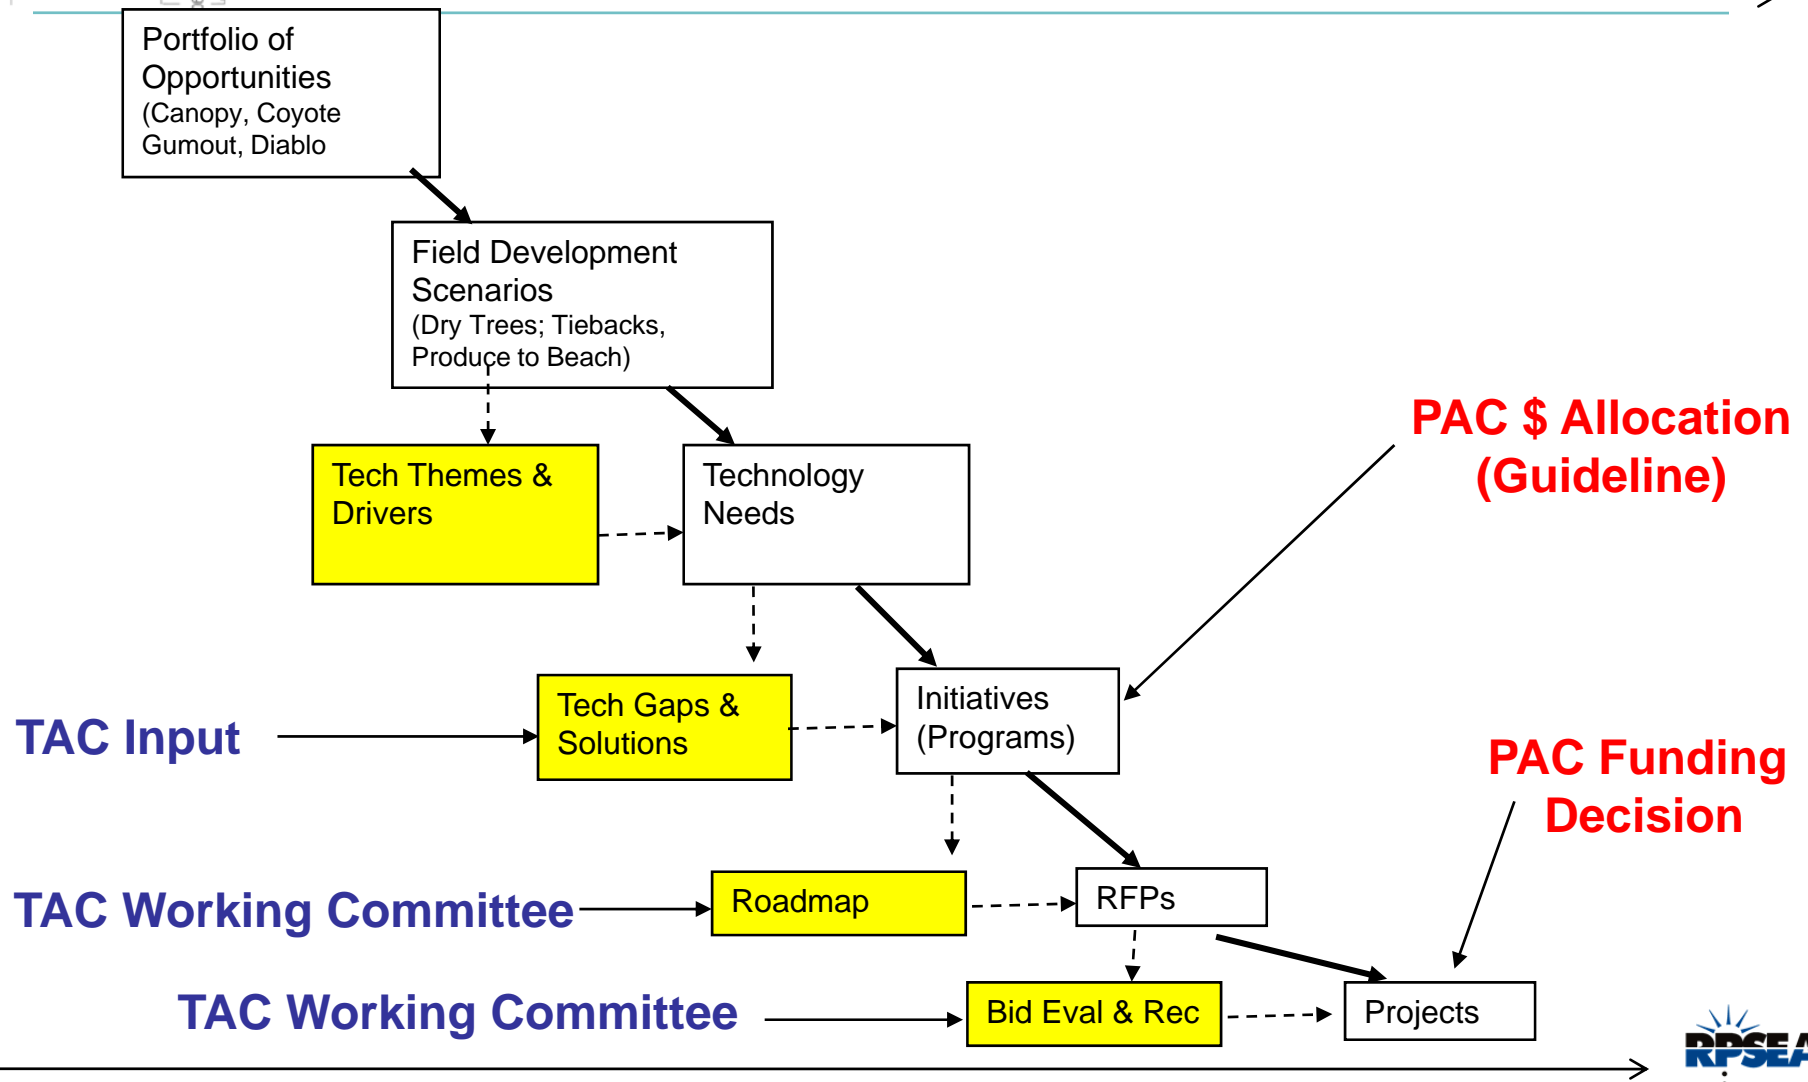 Portfolio of
Opportunities
(Canopy, Coyote
Gumout, Diablo
Field Development
Scenarios
(Dry Trees; Tiebacks,
Produce to Beach)
PAC $ Allocation
(Guideline)
Tech Themes &
Drivers
Technology
Needs
TAC Input
Tech Gaps &
Solutions
Initiatives
(Programs)
PAC Funding
Decision
TAC Working Committee
Roadmap
RFPs
TAC Working Committee
Bid Eval & Rec
Projects
RPSEA